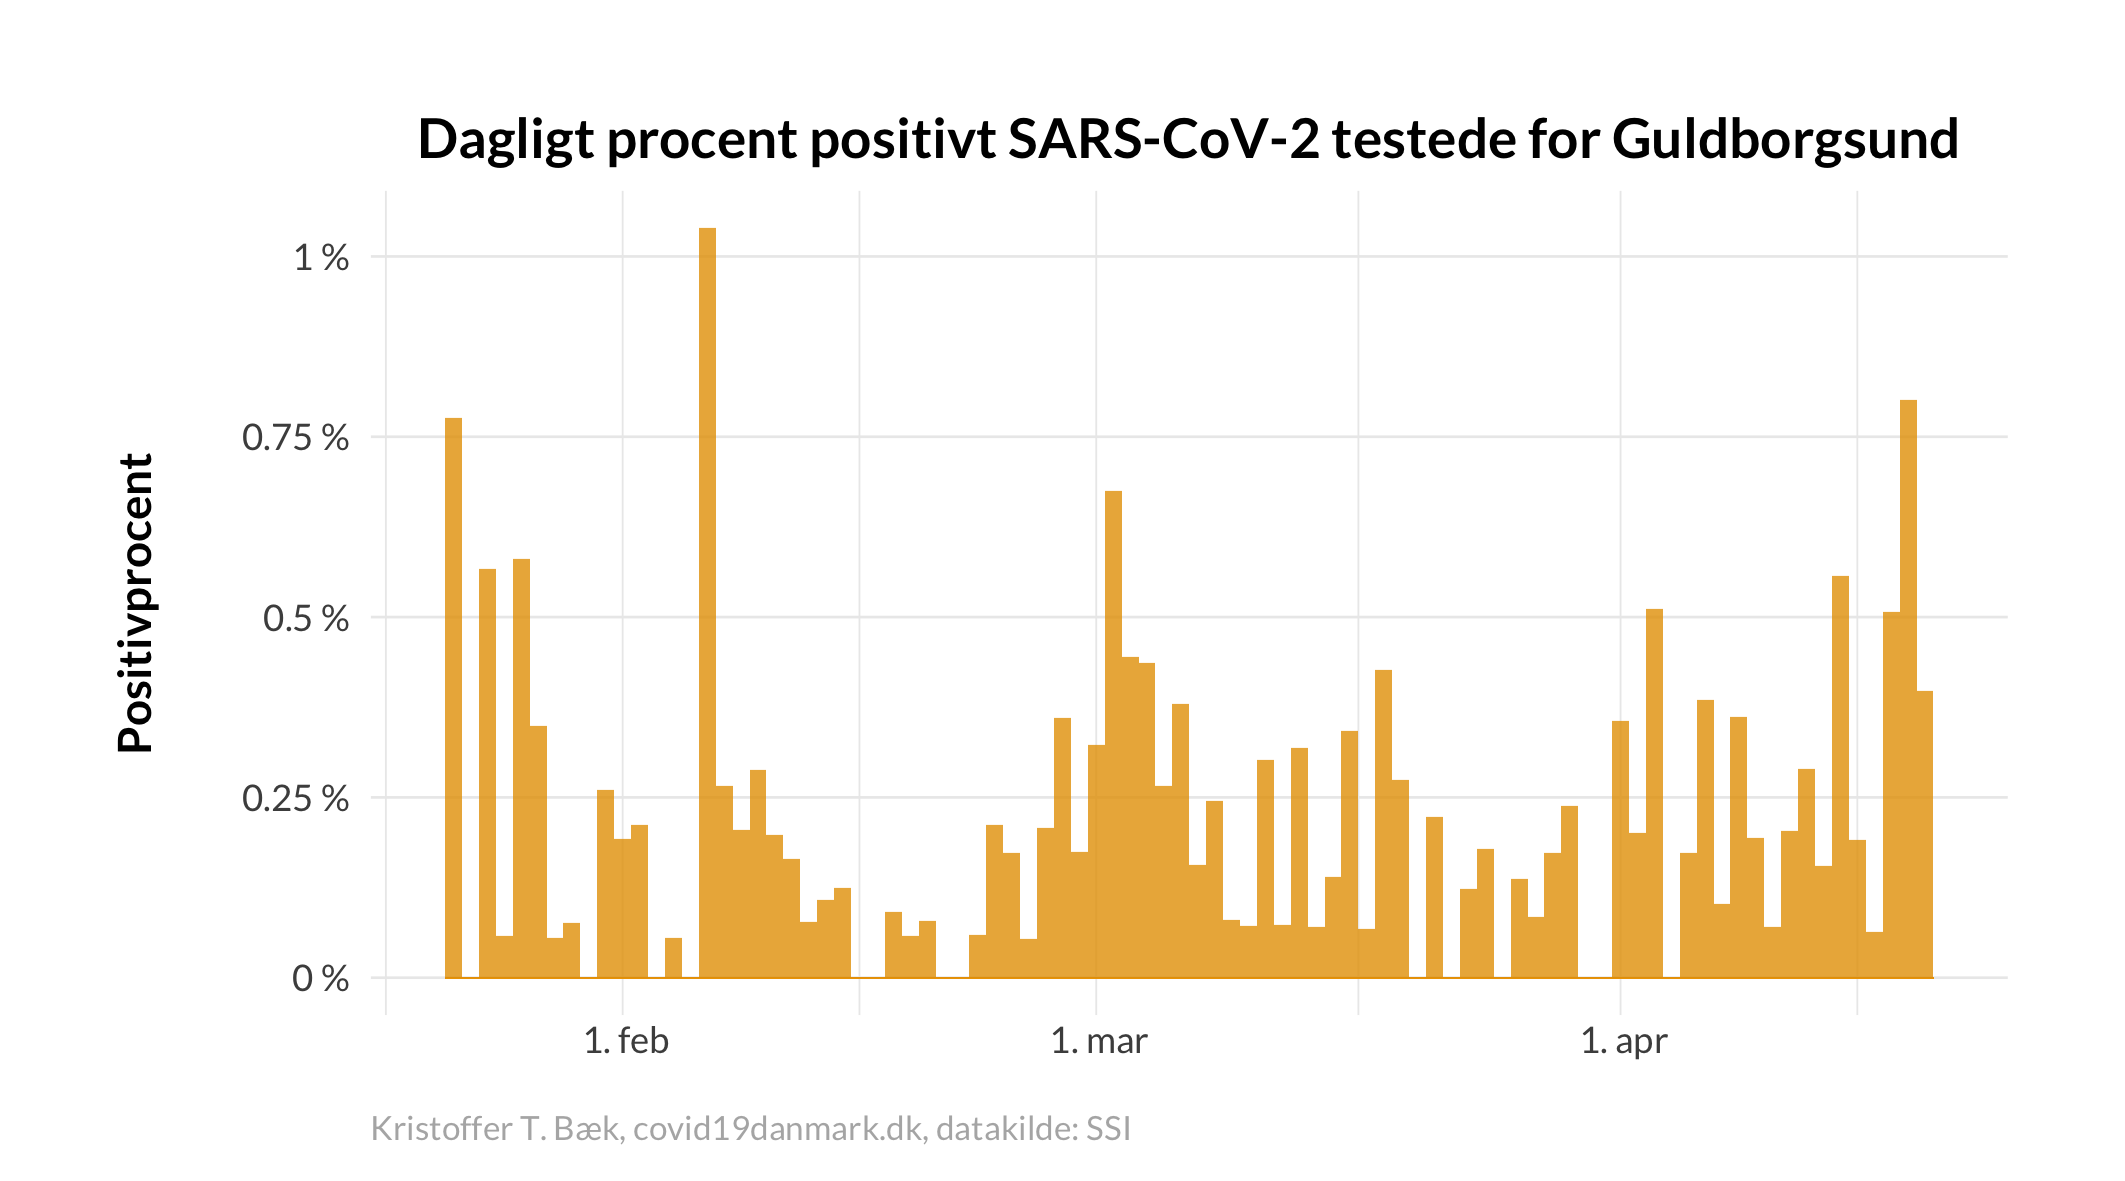 Dagligt procent positivt SARS-CoV-2 testede for Guldborgsund
Positivprocent
1 %
0.75 %
0.5 %
0.25 %
0 %
1. feb
1. mar
1. apr
Kristoffer T. Bæk, covid19danmark.dk, datakilde: SSI